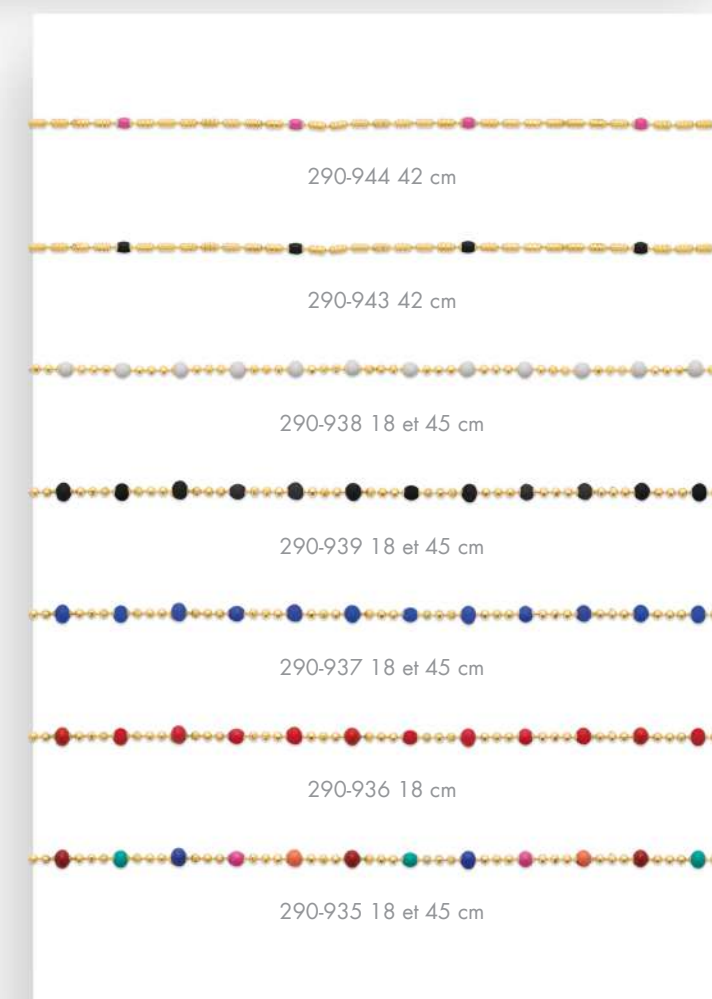 290-944 42 cm
290-943 42 cm
290-938 18 et 45 cm
290-939 18 et 45 cm
290-937 18 et 45 cm
290-936 18 cm
290-935 18 et 45 cm